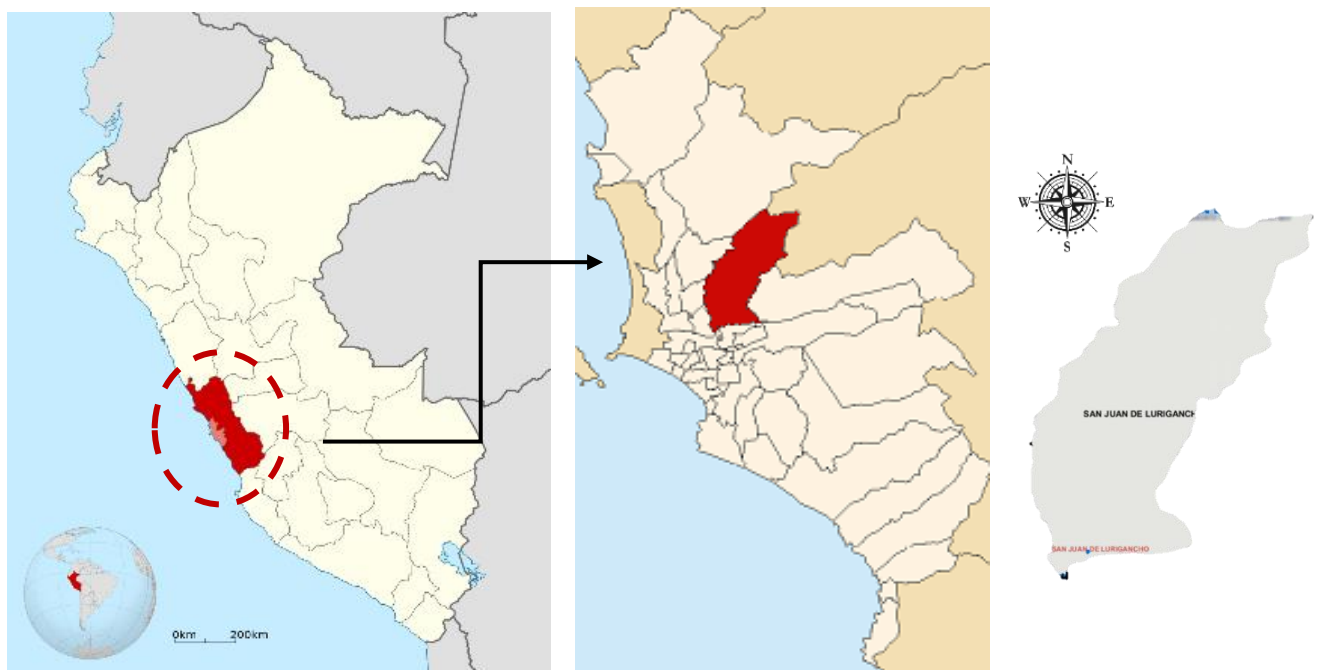 0km 200km
N
W E
S
SAN JUAN DE LURIGANCH
SAN JUAN DE LURIGANCHO